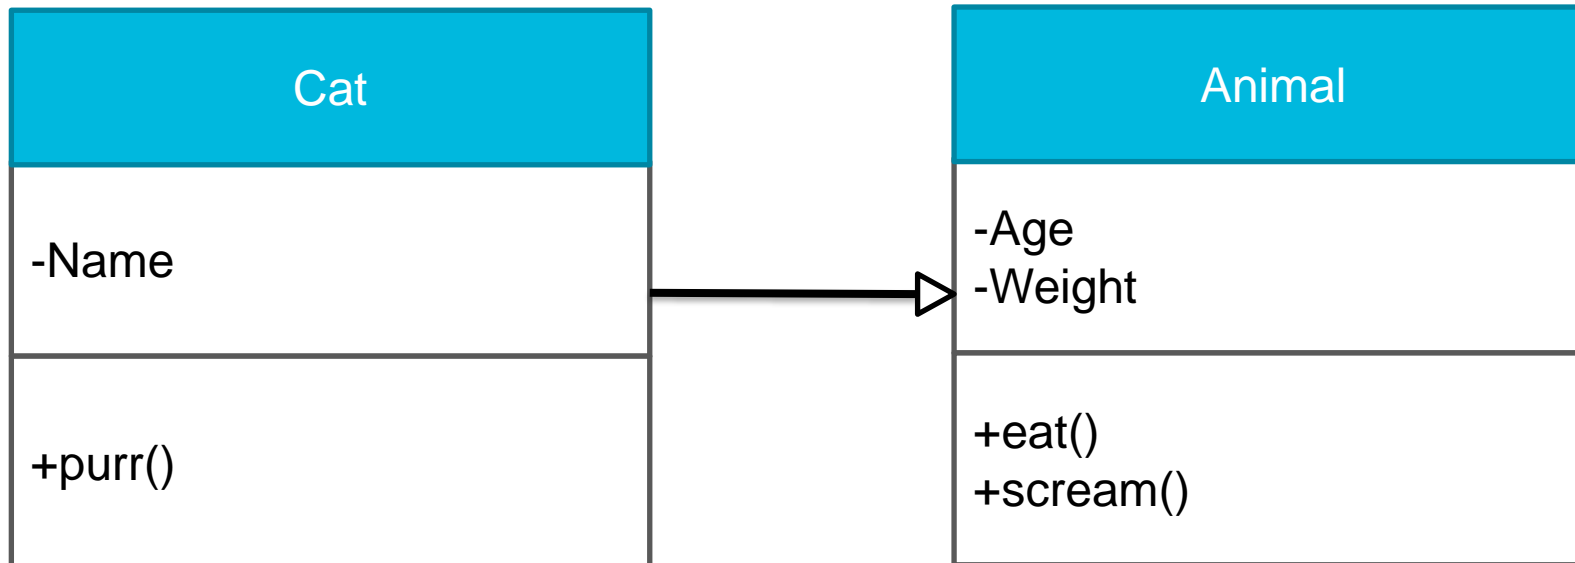 Cat
-Name
+purr()
Animal
-Age
-Weight
+eat()
+scream()